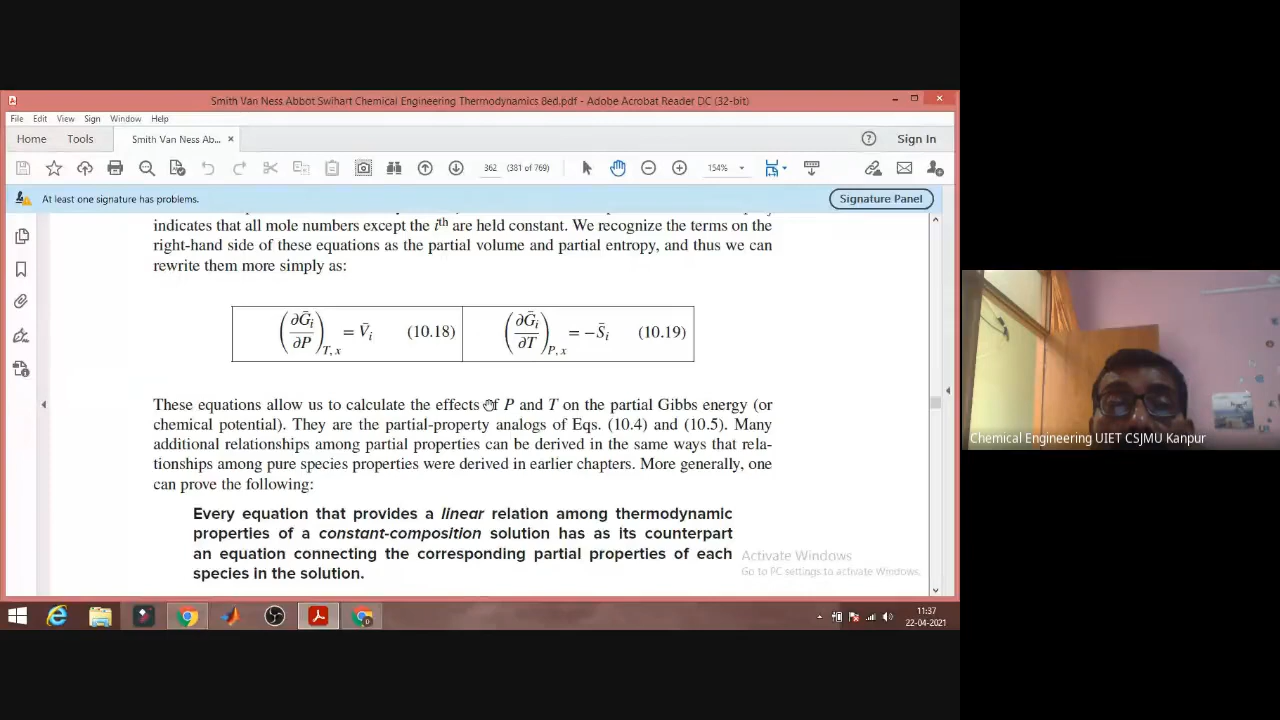 Smith Van Ness Abbot Swihart Chemical Engineering Thermodynamics 8ed.pdf - Adobe Acrobat Reader DC (32-bit)
File Edit View Sign Window Help
Home Tools Smith Van Ness Ab... × Sign In
362 (381 of 769) 154%
At least one signature has problems. Signature Panel
indicates that all mole numbers except the iᵗʰ are held constant. We recognize the terms on the
right-hand side of these equations as the partial volume and partial entropy, and thus we can
rewrite them more simply as:
(∂Ḡᵢ/∂P)T,x = V̄ᵢ (10.18) (∂Ḡᵢ/∂T)P,x = −S̄ᵢ (10.19)
These equations allow us to calculate the effects of P and T on the partial Gibbs energy (or
chemical potential). They are the partial-property analogs of Eqs. (10.4) and (10.5). Many
additional relationships among partial properties can be derived in the same ways that rela-
tionships among pure species properties were derived in earlier chapters. More generally, one
can prove the following:
Every equation that provides a linear relation among thermodynamic
properties of a constant-composition solution has as its counterpart
an equation connecting the corresponding partial properties of each
species in the solution.
Activate Windows
Go to PC settings to activate Windows.
11:37
22-04-2021
Chemical Engineering UIET CSJMU Kanpur